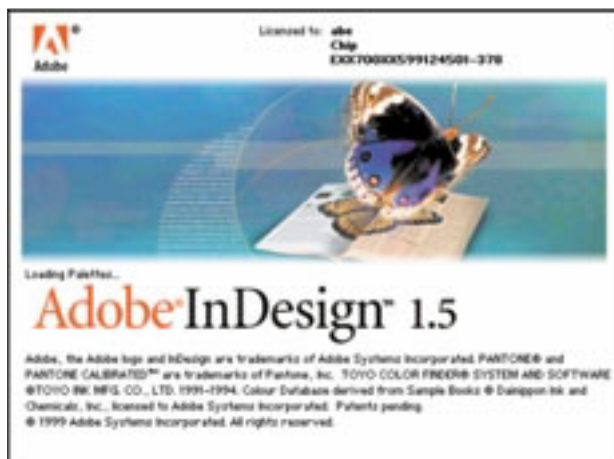 Adobe
Licensed to: abe
Chip
EXX700XX599124501-378
Loading Palettes...
Adobe® InDesign™ 1.5
Adobe, the Adobe logo and InDesign are trademarks of Adobe Systems Incorporated. PANTONE® and
PANTONE CALIBRATED™ are trademarks of Pantone, Inc. TOYO COLOR FINDER® SYSTEM AND SOFTWARE
©TOYO INK MFG. CO., LTD. 1991-1994. Colour Database derived from Sample Books © Dainippon Ink and
Chemicals, Inc., licensed to Adobe Systems Incorporated. Patents pending.
© 1999 Adobe Systems Incorporated. All rights reserved.